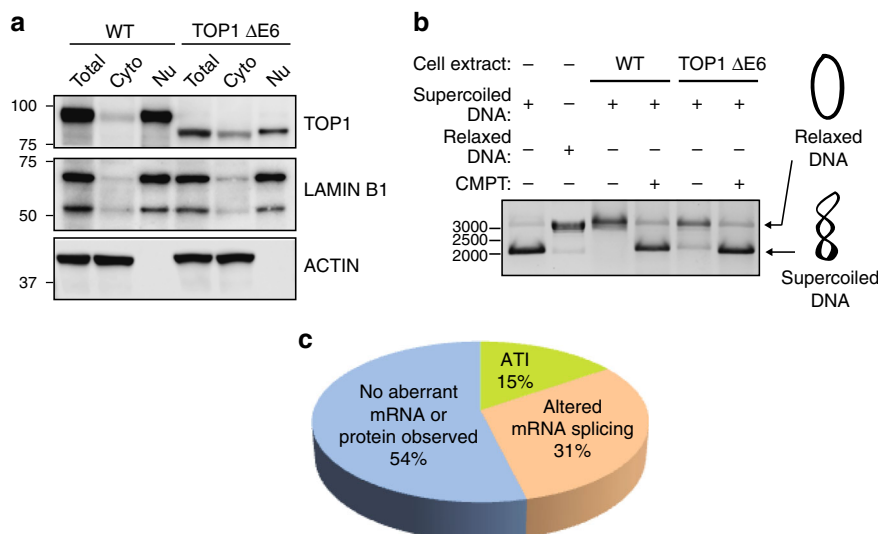 a
WT TOP1 ΔE6
Total Cyto Nu Total Cyto Nu
100
75
TOP1
75
50
LAMIN B1
37
ACTIN
b
Cell extract: – – WT TOP1 ΔE6
Supercoiled
DNA: + – + + + +
Relaxed
DNA: +
CMPT: – – – + – +
3000
2500
2000
Relaxed
DNA
Supercoiled
DNA
c
ATI
15%
Altered
mRNA splicing
31%
No aberrant
mRNA or
protein observed
54%